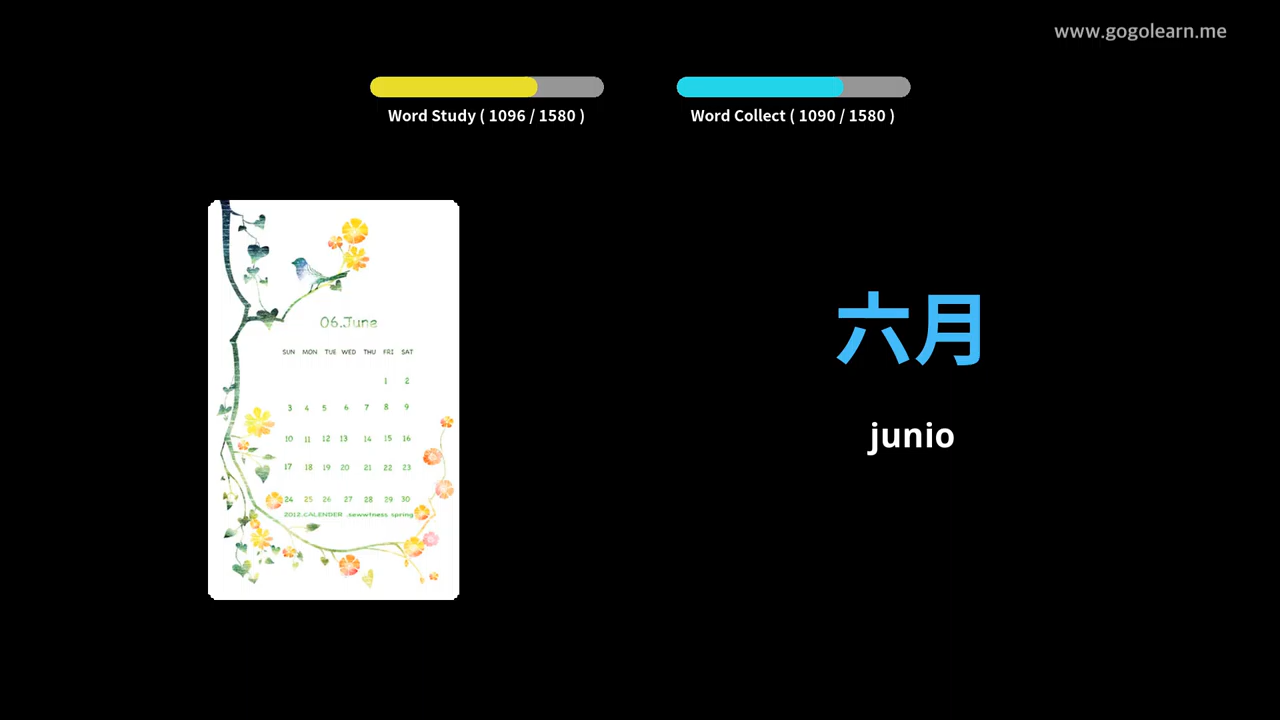 www.gogolearn.me
Word Study ( 1096 / 1580 )
Word Collect ( 1090 / 1580 )
06.June
SUN MON TUE WED THU FRI SAT
1 2
3 4 5 6 7 8 9
10 11 12 13 14 15 16
17 18 19 20 21 22 23
24 25 26 27 28 29 30
2012.CALENDER .sewwtness spring
六月
junio